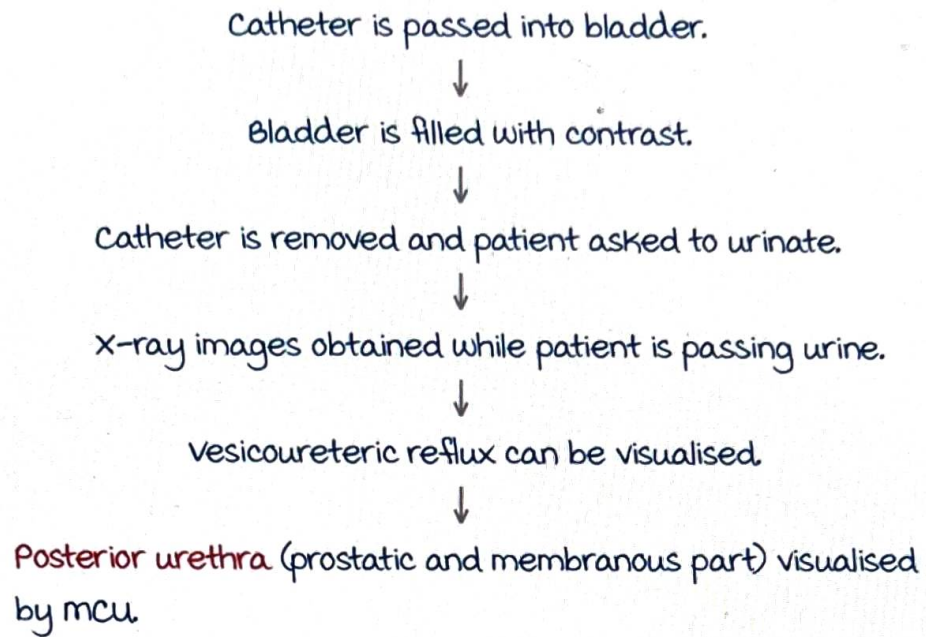 Catheter is passed into bladder.
↓
Bladder is filled with contrast.
↓
Catheter is removed and patient asked to urinate.
↓
X-ray images obtained while patient is passing urine.
↓
Vesicoureteric reflux can be visualised.
↓
Posterior urethra (prostatic and membranous part) visualised
by mcu.